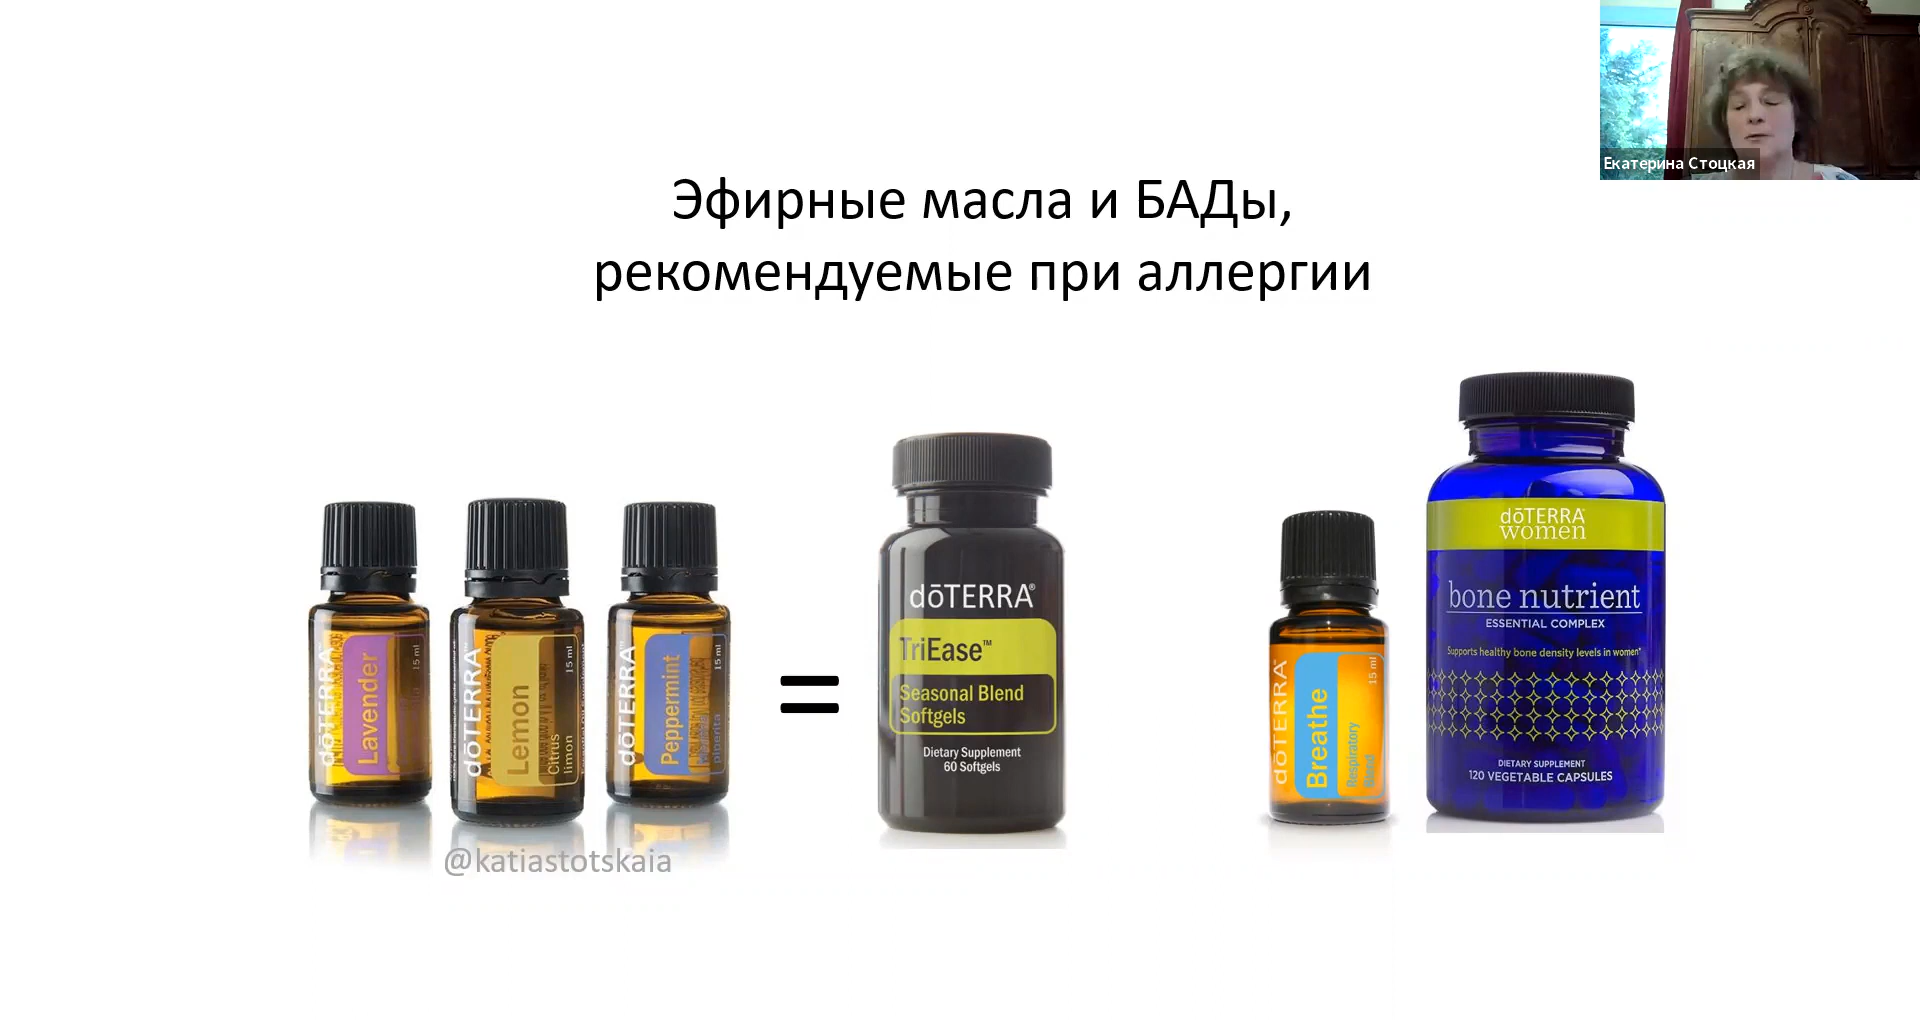 Екатерина Стоцкая
Эфирные масла и БАДы,
рекомендуемые при аллергии
dōTERRA
Lavender
15 ml
dōTERRA
Lemon
Citrus
limon
15 ml
dōTERRA
Peppermint
piperita
15 ml
=
dōTERRA®
TriEase™
Seasonal Blend
Softgels
Dietary Supplement
60 Softgels
dōTERRA
Breathe
Respiratory
Blend
15 ml
dōTERRA
women
bone nutrient
ESSENTIAL COMPLEX
Supports healthy bone density levels in women*
DIETARY SUPPLEMENT
120 VEGETABLE CAPSULES
@katiastotskaia